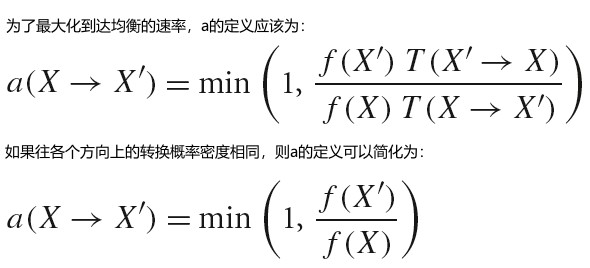 为了最大化到达均衡的速率，a的定义应该为：
a(X → X′) = min (1, f(X′) T(X′ → X) / f(X) T(X → X′))
如果往各个方向上的转换概率密度相同，则a的定义可以简化为：
a(X → X′) = min (1, f(X′) / f(X))